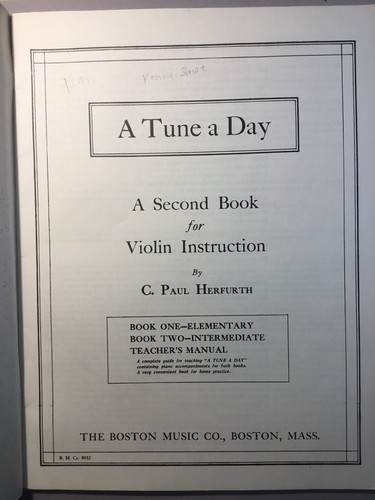 A Tune a Day
A Second Book
for
Violin Instruction
By
C. PAUL HERFURTH
BOOK ONE—ELEMENTARY
BOOK TWO—INTERMEDIATE
TEACHER'S MANUAL
A complete guide for teaching "A TUNE A DAY"
containing piano accompaniments for both books.
A very convenient book for home practice.
THE BOSTON MUSIC CO., BOSTON, MASS.
B. M. Co. 8952